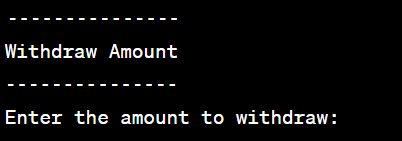 ---------------
Withdraw Amount
---------------
Enter the amount to withdraw: